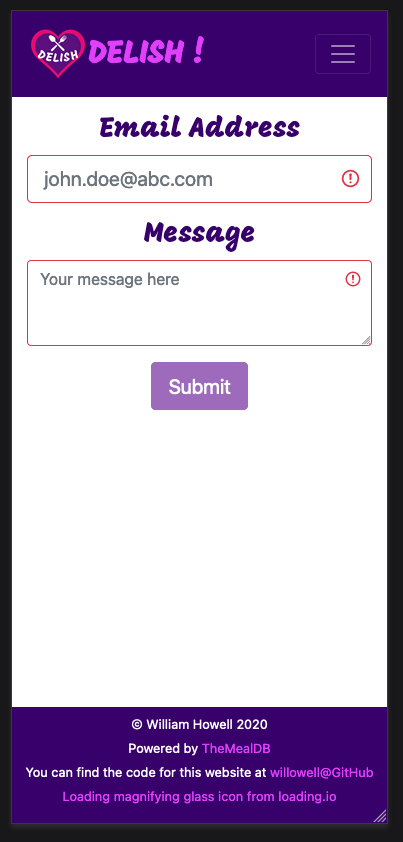 DELISH
DELISH !
Email Address
john.doe@abc.com
Message
Your message here
Submit
© William Howell 2020
Powered by TheMealDB
You can find the code for this website at willowell@GitHub
Loading magnifying glass icon from loading.io